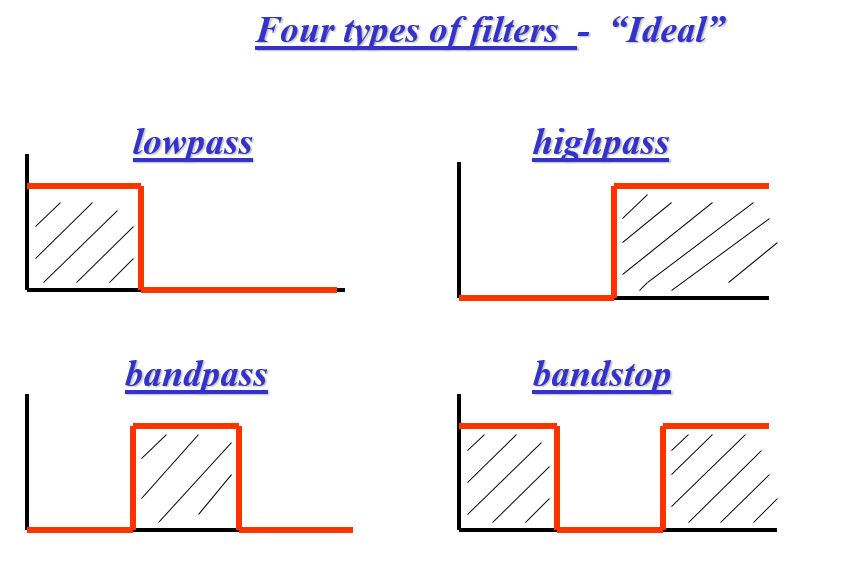 Four types of filters - “Ideal”
lowpass
highpass
bandpass
bandstop